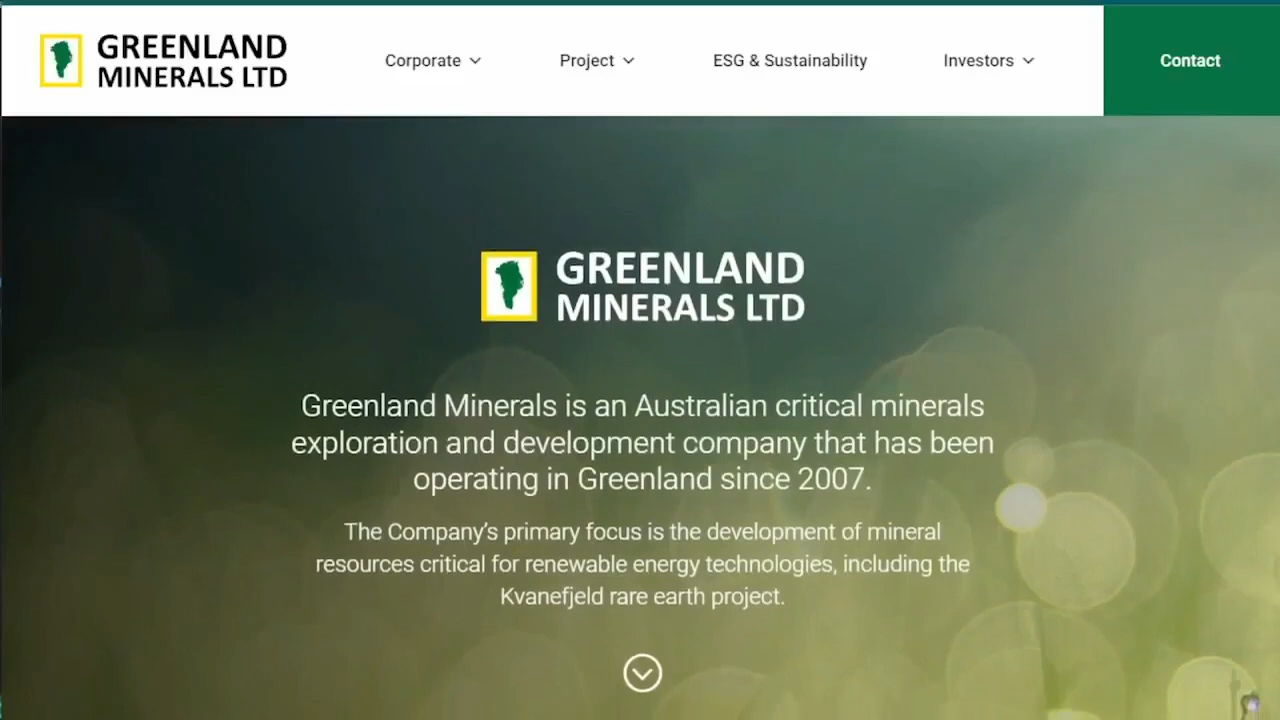 GREENLAND
MINERALS LTD
Corporate
Project
ESG & Sustainability
Investors
Contact
GREENLAND
MINERALS LTD
Greenland Minerals is an Australian critical minerals
exploration and development company that has been
operating in Greenland since 2007.
The Company's primary focus is the development of mineral
resources critical for renewable energy technologies, including the
Kvanefjeld rare earth project.